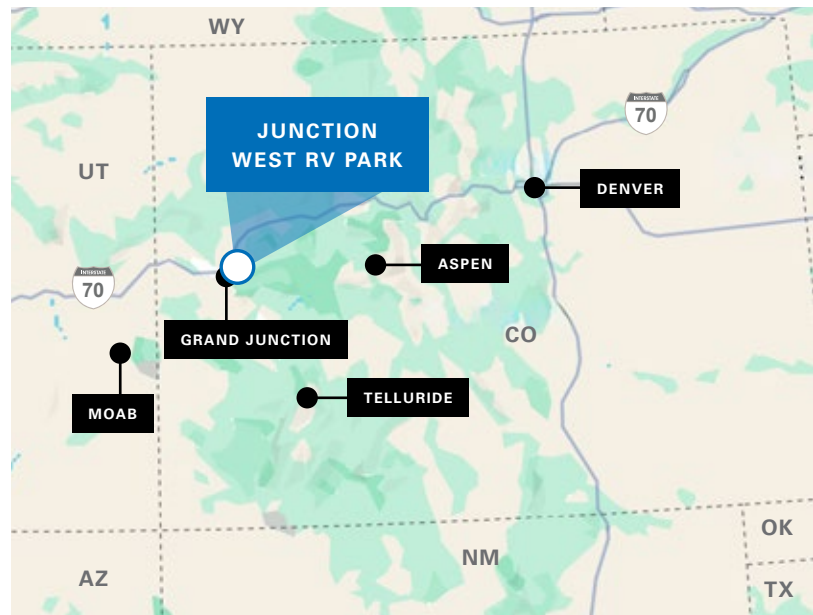 WY
INTERSTATE
70
JUNCTION
WEST RV PARK
UT
DENVER
ASPEN
INTERSTATE
70
GRAND JUNCTION
CO
TELLURIDE
MOAB
OK
NM
AZ
TX